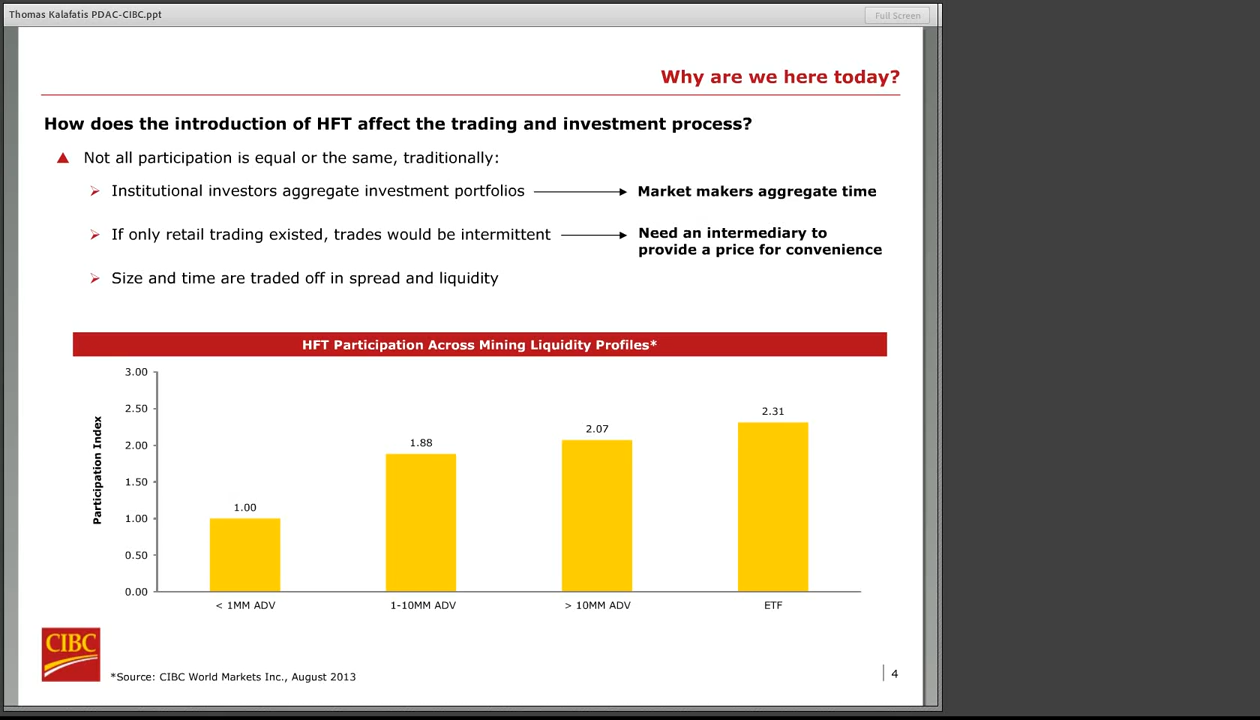 Thomas Kalafatis PDAC-CIBC.ppt
Full Screen
Why are we here today?
How does the introduction of HFT affect the trading and investment process?
Not all participation is equal or the same, traditionally:
Institutional investors aggregate investment portfolios
Market makers aggregate time
If only retail trading existed, trades would be intermittent
Need an intermediary to
provide a price for convenience
Size and time are traded off in spread and liquidity
HFT Participation Across Mining Liquidity Profiles*
Participation Index
3.00
2.50
2.00
1.50
1.00
0.50
0.00
1.00
1.88
2.07
2.31
< 1MM ADV
1-10MM ADV
> 10MM ADV
ETF
CIBC
*Source: CIBC World Markets Inc., August 2013
4